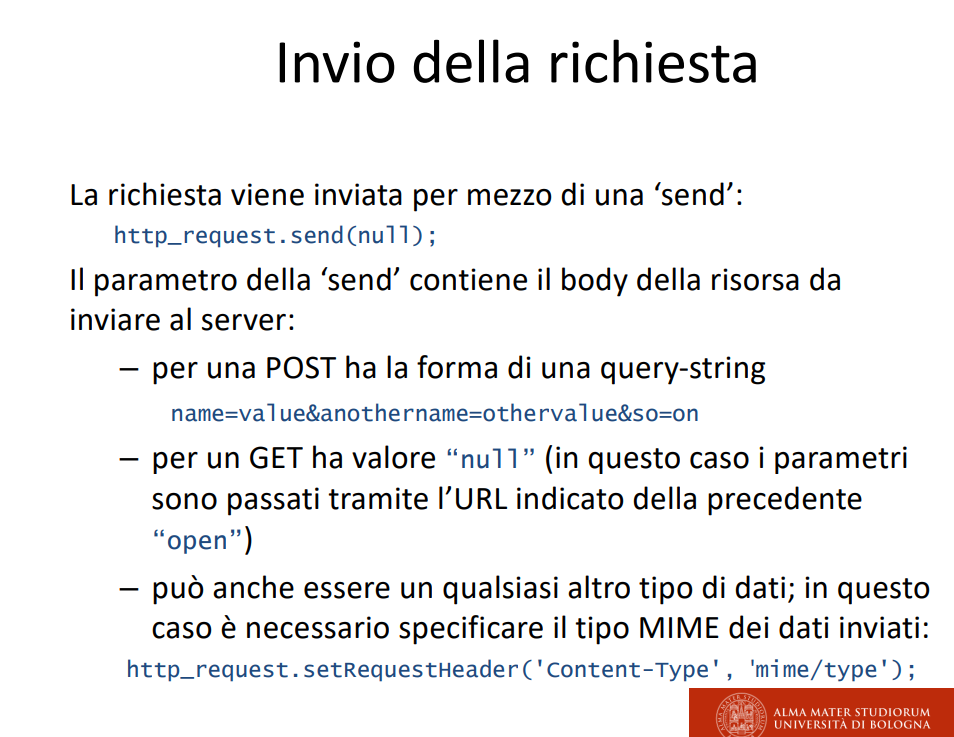 Invio della richiesta
La richiesta viene inviata per mezzo di una ‘send’:
http_request.send(null);
Il parametro della ‘send’ contiene il body della risorsa da
inviare al server:
– per una POST ha la forma di una query-string
name=value&anothername=othervalue&so=on
– per un GET ha valore “null” (in questo caso i parametri
sono passati tramite l’URL indicato della precedente
“open”)
– può anche essere un qualsiasi altro tipo di dati; in questo
caso è necessario specificare il tipo MIME dei dati inviati:
http_request.setRequestHeader('Content-Type', 'mime/type');
ALMA MATER STUDIORUM
UNIVERSITÀ DI BOLOGNA